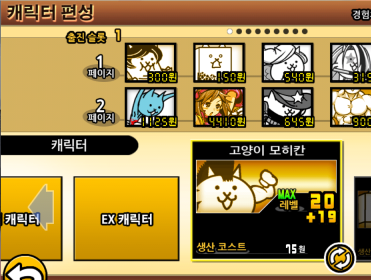 캐릭터 편성
경험
출진 슬롯 1
1
페이지
300원
150원
540원
2
페이지
1125원
4410원
645원
900
캐릭터
고양이 모히칸
캐릭터
EX 캐릭터
MAX
레벨 20
+19
생산 코스트 75원
생산